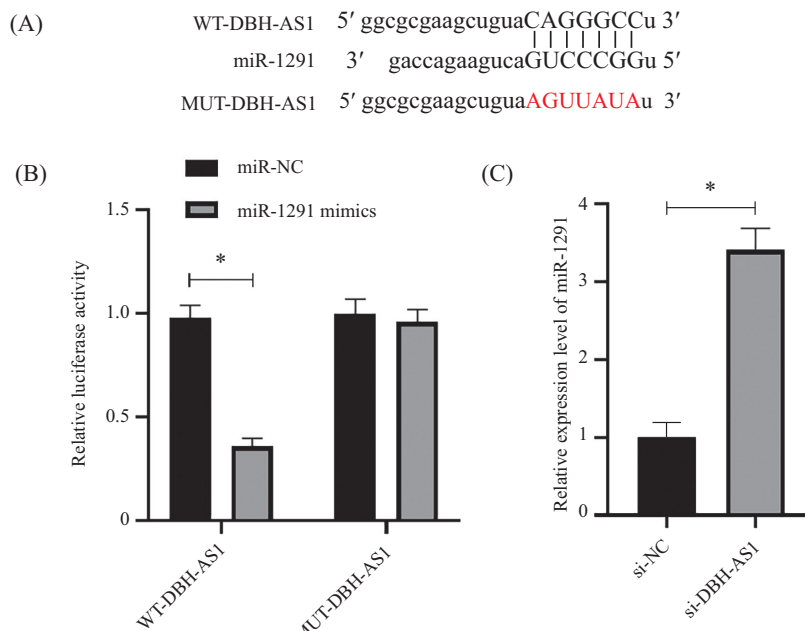 (A)
WT-DBH-AS1 5′ ggcgcgaagcuguaCAGGGCCu 3′
miR-1291 3′ gaccagaagucaGUCCCGGu 5′
MUT-DBH-AS1 5′ ggcgcgaagcuguaAGUUAUAu 3′
(B)
miR-NC
miR-1291 mimics
Relative luciferase activity
1.5
1.0
0.5
0
*
WT-DBH-AS1
MUT-DBH-AS1
(C)
Relative expression level of miR-1291
4
3
2
1
0
*
si-NC
si-DBH-AS1